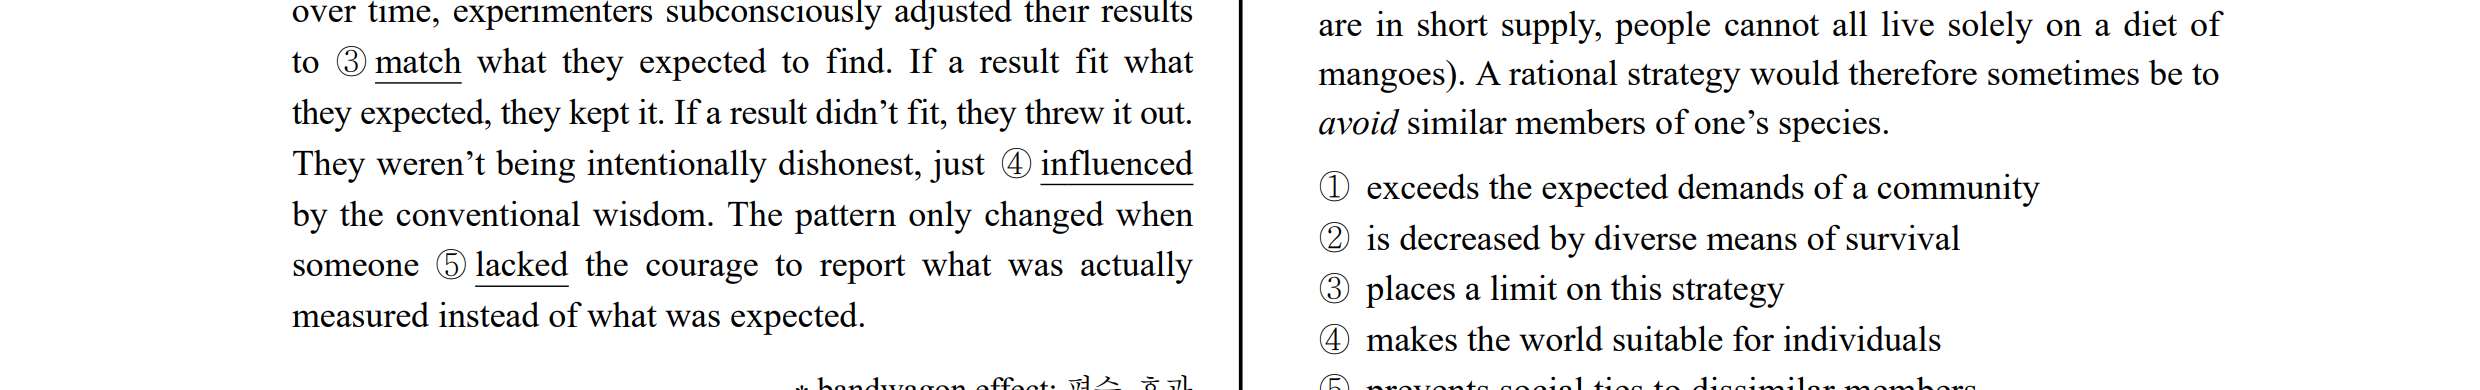 over time, experimenters subconsciously adjusted their results
to ③ match what they expected to find. If a result fit what
they expected, they kept it. If a result didn’t fit, they threw it out.
They weren’t being intentionally dishonest, just ④ influenced
by the conventional wisdom. The pattern only changed when
someone ⑤ lacked the courage to report what was actually
measured instead of what was expected.
* bandwagon effect: 편승 효과
are in short supply, people cannot all live solely on a diet of
mangoes). A rational strategy would therefore sometimes be to
avoid similar members of one’s species.
① exceeds the expected demands of a community
② is decreased by diverse means of survival
③ places a limit on this strategy
④ makes the world suitable for individuals
⑤ prevents social ties to dissimilar members